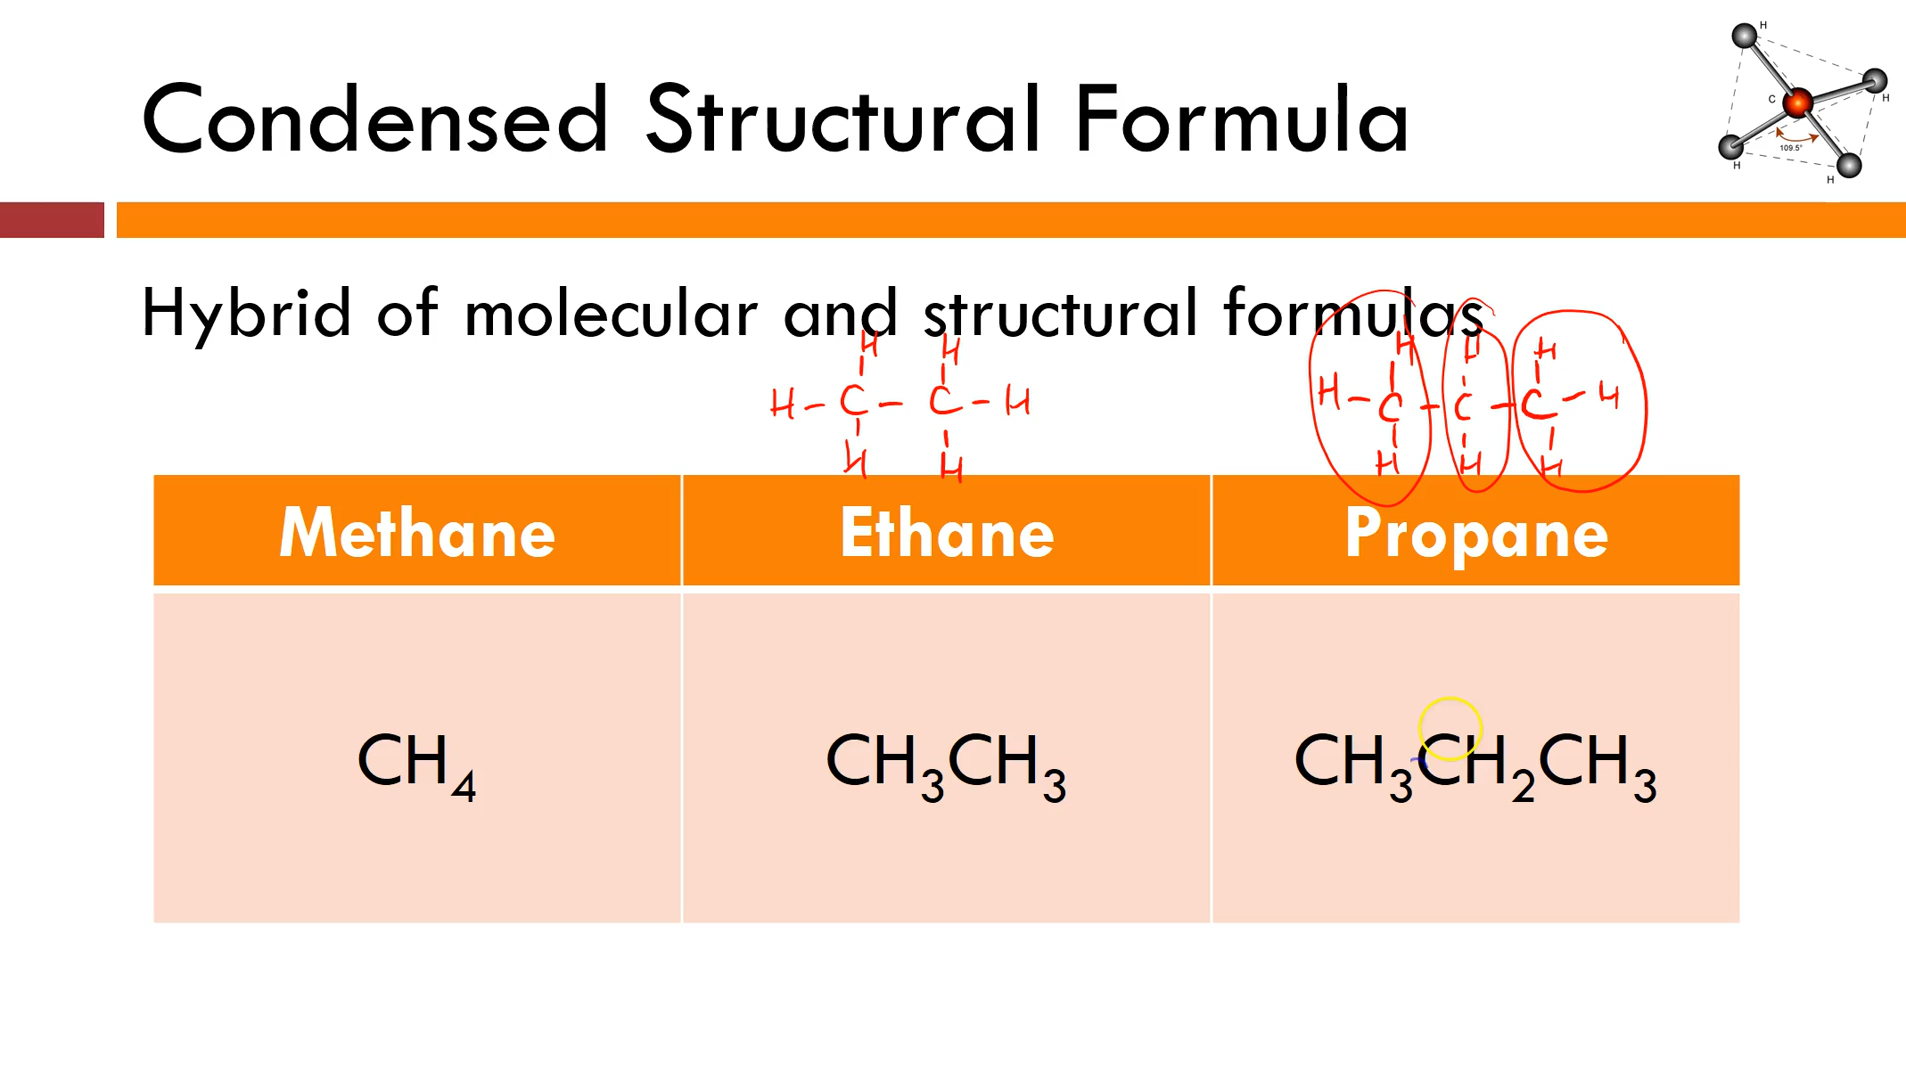 Condensed Structural Formula
H
C
H
H
109.5°
H
Hybrid of molecular and structural formulas
H H
H - C - C - H
H H
H H H
H - C - C - C - H
H H H
Methane Ethane Propane
CH₄ CH₃CH₃ CH₃CH₂CH₃